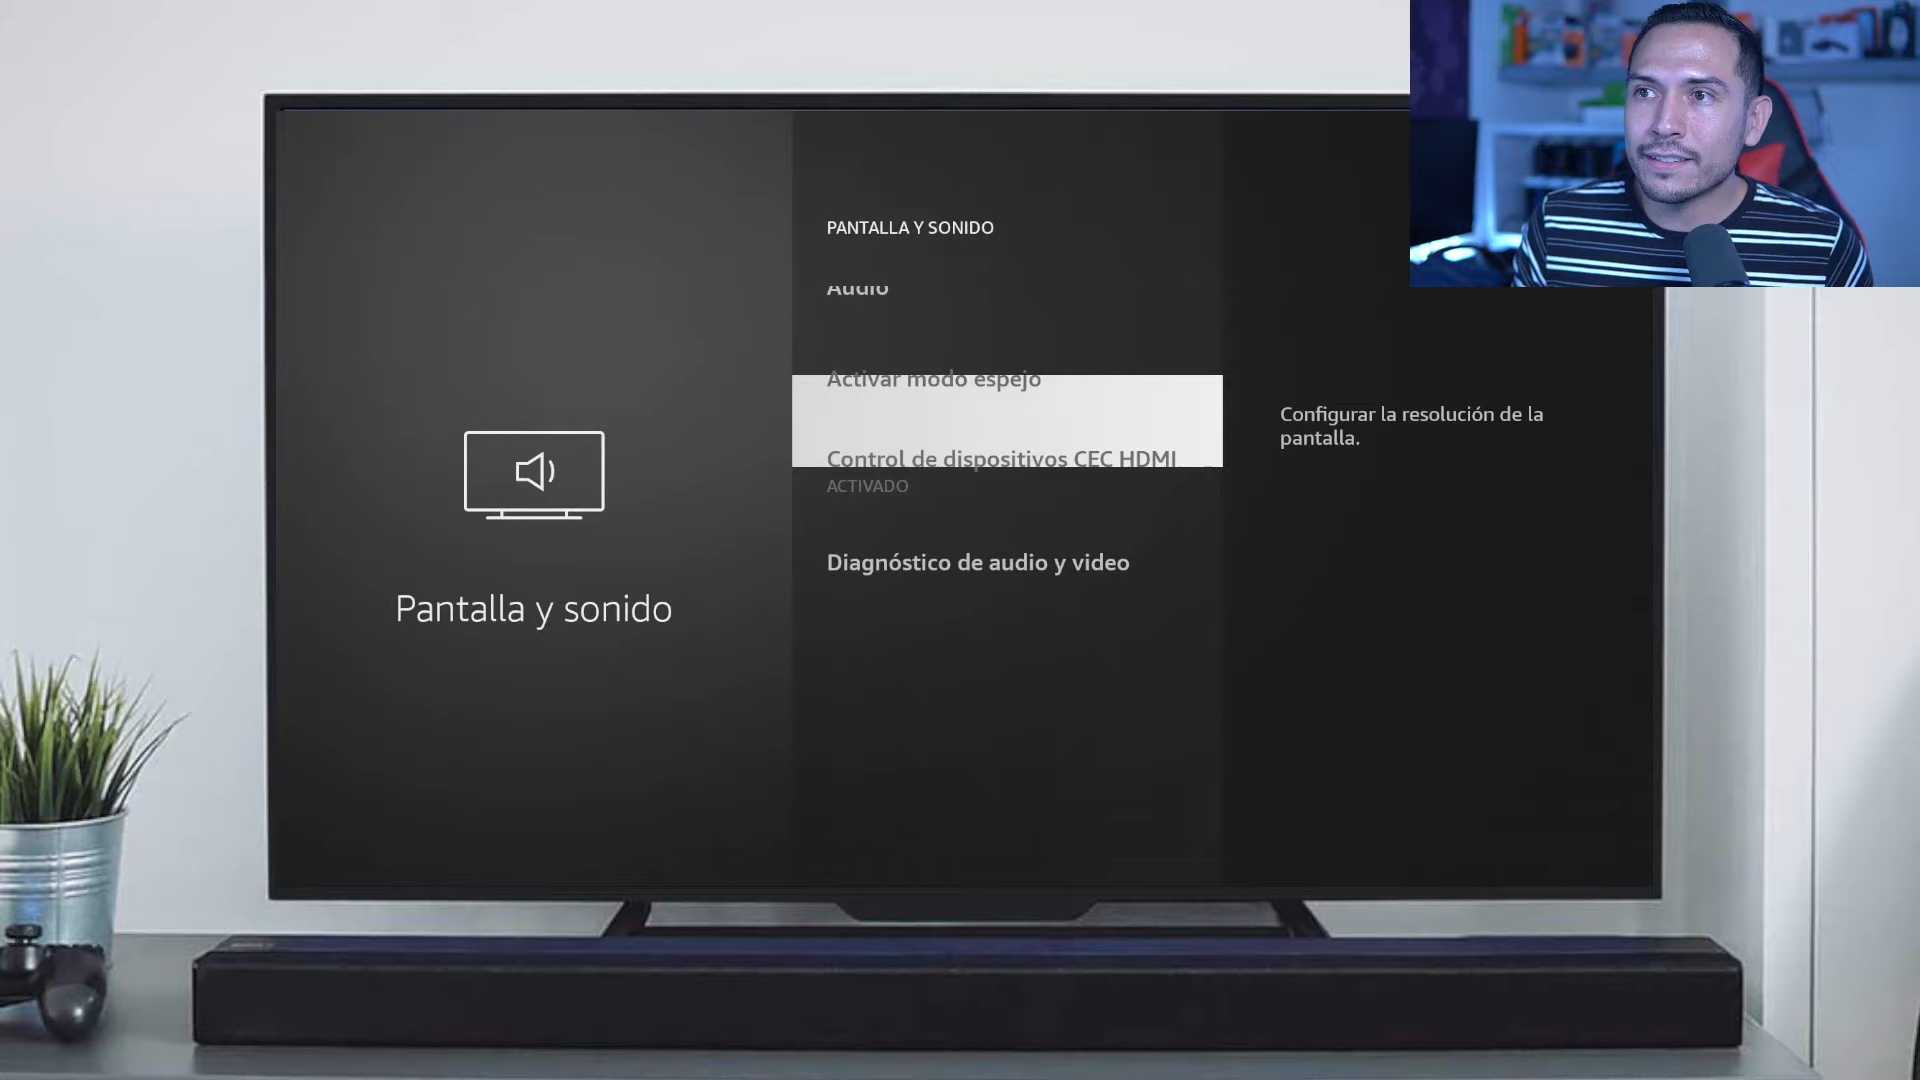 PANTALLA Y SONIDO
Audio
Activar modo espejo
Control de dispositivos CEC HDMI
ACTIVADO
Diagnóstico de audio y video
Pantalla y sonido
Configurar la resolución de la
pantalla.